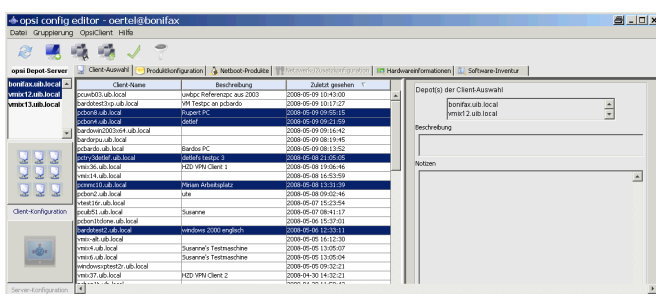 opsi config editor - oertel@bonifax
Datei Gruppierung OpsiClient Hilfe
opsi Depot-Server Client-Auswahl Produktkonfiguration Netboot-Produkte Hardwareinformationen Software-Inventur
bonifax.uib.local
vmix12.uib.local
vmix13.uib.local
Client-Name Beschreibung Zuletzt gesehen
pcuwb03.uib.local uwbpc Referenzpc aus 2003 2008-05-09 10:43:00
bardotest3xp.uib.local VM Testpc an pcbardo 2008-05-09 10:17:27
pcbon8.uib.local Rupert PC 2008-05-09 09:55:15
pcbon4.uib.local detlef 2008-05-09 09:21:59
bardowin2003x64.uib.local 2008-05-09 09:16:42
bardorpu.uib.local 2008-05-09 08:19:45
pcbardo.uib.local Bardos PC 2008-05-09 08:13:52
pctry3detlef.uib.local detlefs testpc 3 2008-05-08 21:05:05
vmix36.uib.local HZD VPN Client 1 2008-05-08 19:06:46
vmix14.uib.local 2008-05-08 16:53:59
pcnmc10.uib.local Miriam Arbeitsplatz 2008-05-08 13:31:39
pcbon2.uib.local ute 2008-05-08 09:02:46
vtest16r.uib.local 2008-05-07 15:23:54
pcuib51.uib.local Susanne 2008-05-07 08:41:17
pcbon1tdone.uib.local 2008-05-06 15:37:01
bardotest2.uib.local windows 2000 englisch 2008-05-06 12:33:11
vmix-alt.uib.local 2008-05-05 16:12:30
vmix4.uib.local Susanne's Testmaschine 2008-05-05 13:05:07
vmix6.uib.local Susanne's Testmaschine 2008-05-05 13:05:04
windowsxptest2r.uib.local 2008-05-05 09:32:21
vmix37.uib.local HZD VPN Client 2 2008-04-30 14:32:21
Client-Konfiguration
Server-Konfiguration
Depot(s) der Client-Auswahl
bonifax.uib.local
vmix12.uib.local
Beschreibung
Notizen